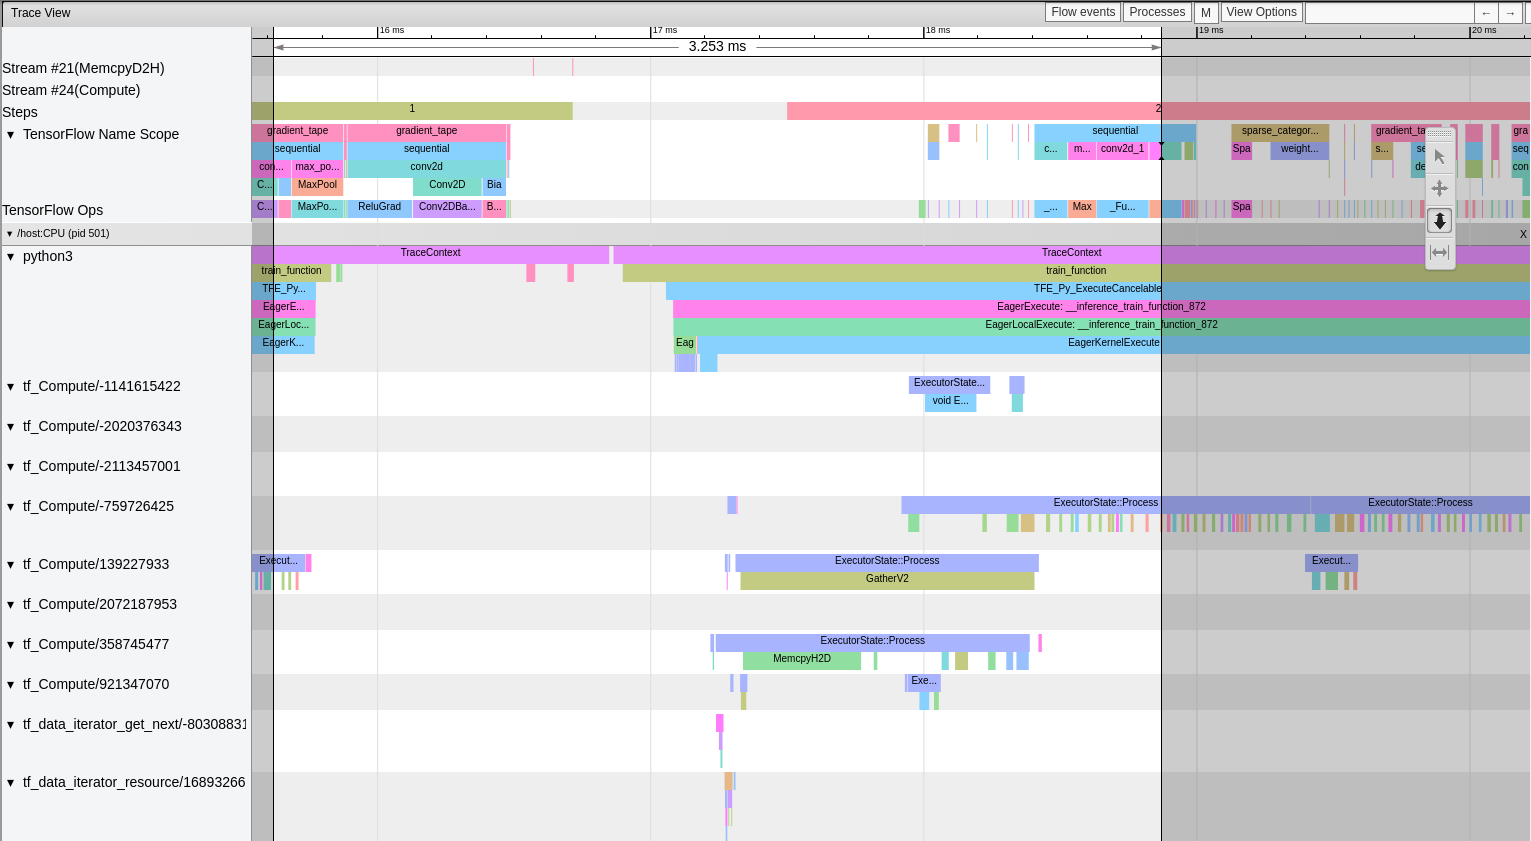 Trace View
Flow events Processes M View Options ← →
16 ms 17 ms 18 ms 19 ms 20 ms
3.253 ms
Stream #21(MemcpyD2H)
Stream #24(Compute)
Steps 1 2
▾ TensorFlow Name Scope gradient_tape gradient_tape sequential sparse_categor... gradient_ta gra
sequential sequential c... m... conv2d_1 Spa weight... s... se seq
con... max_po... conv2d de con
C... MaxPool Conv2D Bia
TensorFlow Ops C... MaxPo... ReluGrad Conv2DBa... B... _... Max _Fu... Spa
▾ /host:CPU (pid 501) X
▾ python3 TraceContext TraceContext
train_function train_function
TFE_Py... TFE_Py_ExecuteCancelable
EagerE... EagerExecute: __inference_train_function_872
EagerLoc... EagerLocalExecute: __inference_train_function_872
EagerK... Eag EagerKernelExecute
▾ tf_Compute/-1141615422 ExecutorState...
void E...
▾ tf_Compute/-2020376343
▾ tf_Compute/-2113457001
▾ tf_Compute/-759726425 ExecutorState::Process ExecutorState::Process
▾ tf_Compute/139227933 Execut... ExecutorState::Process Execut...
GatherV2
▾ tf_Compute/2072187953
▾ tf_Compute/358745477 ExecutorState::Process
MemcpyH2D
▾ tf_Compute/921347070 Exe...
▾ tf_data_iterator_get_next/-80308831
▾ tf_data_iterator_resource/16893266